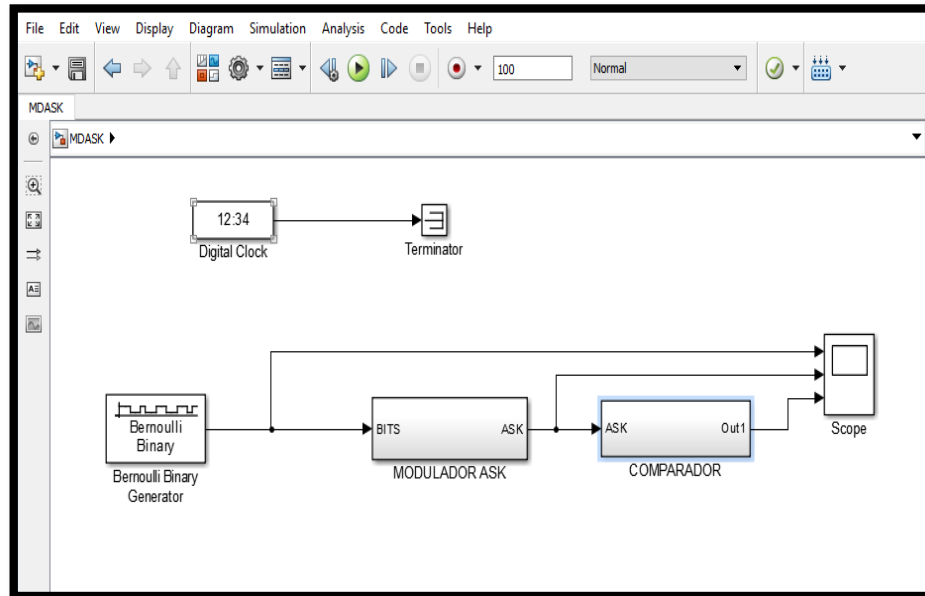 File Edit View Display Diagram Simulation Analysis Code Tools Help
100 Normal
MDASK
MDASK
12:34
Digital Clock
Terminator
Bernoulli
Binary
Bernoulli Binary
Generator
BITS ASK
MODULADOR ASK
ASK Out1
COMPARADOR
Scope